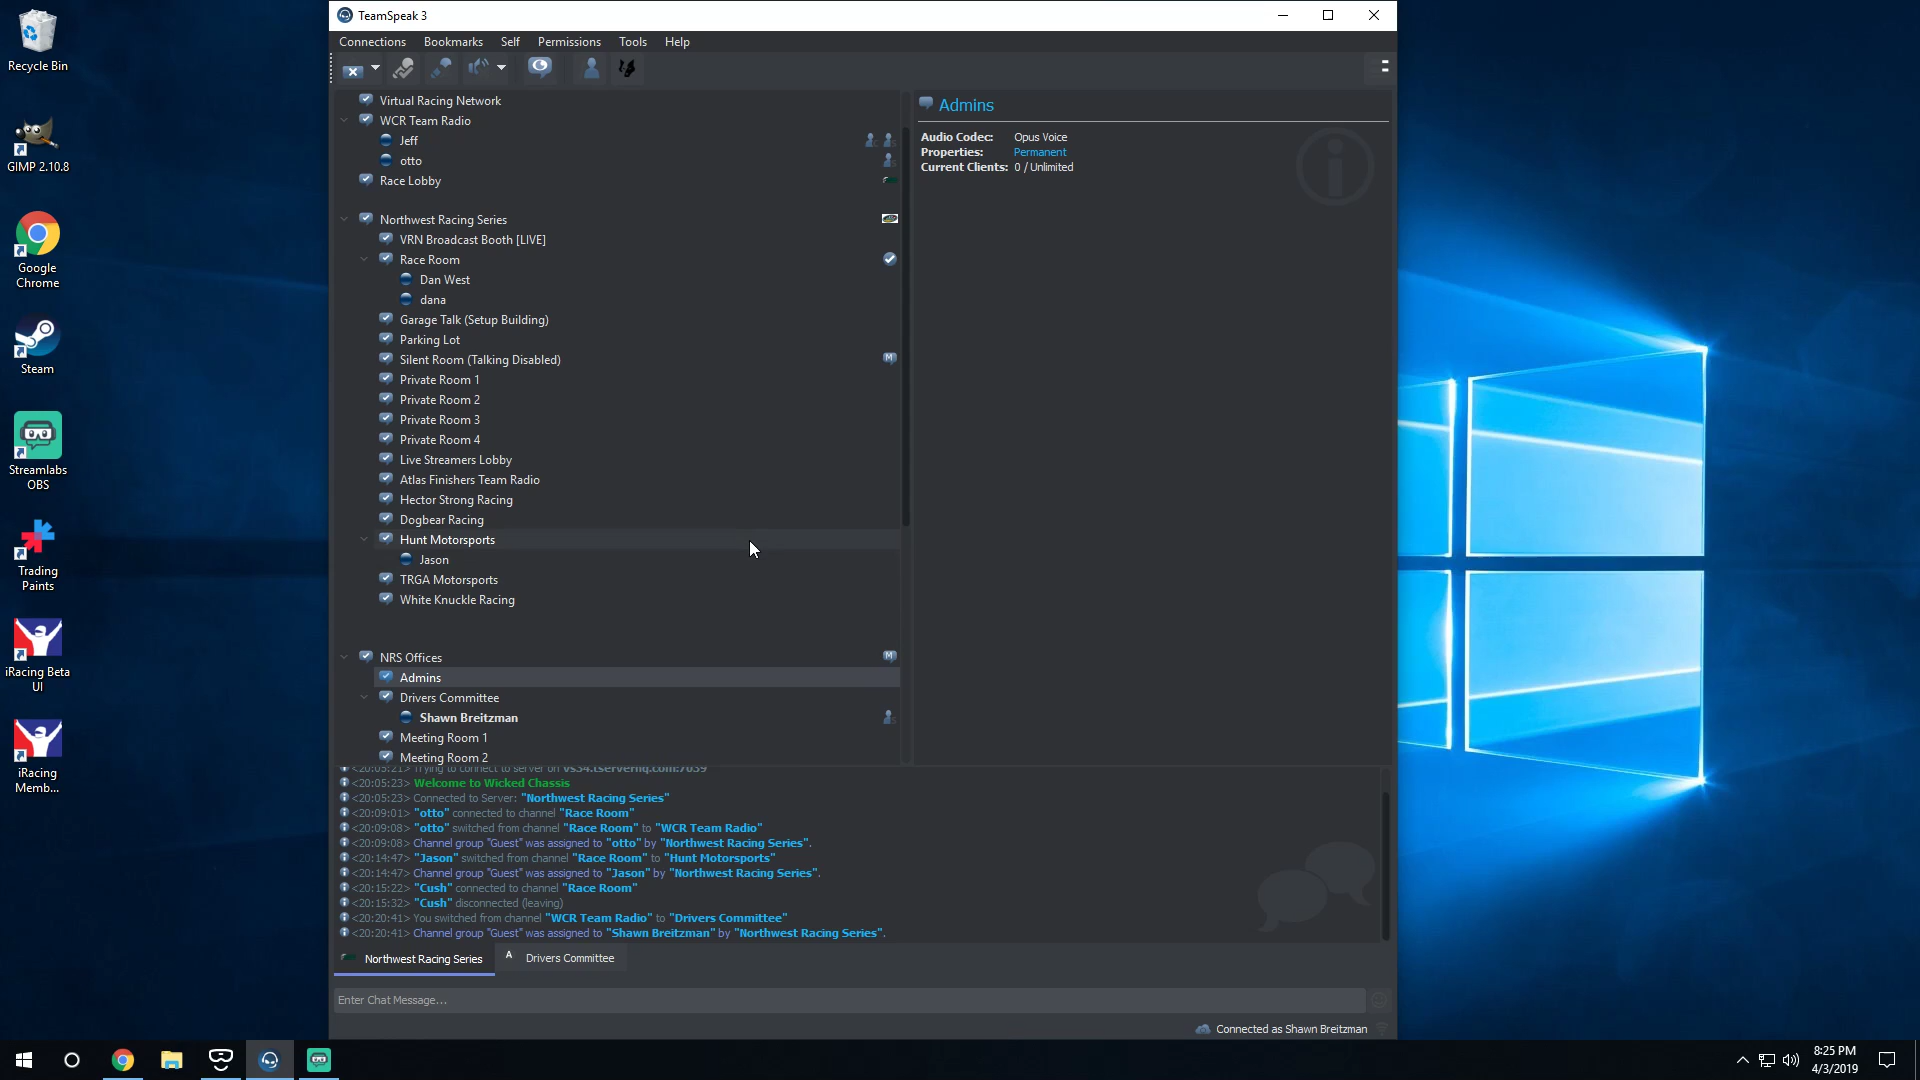 Recycle Bin
GIMP 2.10.8
Google
Chrome
Steam
Streamlabs
OBS
Trading
Paints
iRacing Beta
UI
iRacing
Memb...
TeamSpeak 3
Connections Bookmarks Self Permissions Tools Help
Virtual Racing Network
WCR Team Radio
Jeff
otto
Race Lobby
Northwest Racing Series
VRN Broadcast Booth [LIVE]
Race Room
Dan West
dana
Garage Talk (Setup Building)
Parking Lot
Silent Room (Talking Disabled)
M
Private Room 1
Private Room 2
Private Room 3
Private Room 4
Live Streamers Lobby
Atlas Finishers Team Radio
Hector Strong Racing
Dogbear Racing
Hunt Motorsports
Jason
TRGA Motorsports
White Knuckle Racing
NRS Offices
M
Admins
Drivers Committee
Shawn Breitzman
Meeting Room 1
Meeting Room 2
Admins
Audio Codec: Opus Voice
Properties: Permanent
Current Clients: 0 / Unlimited
<20:05:21> Trying to connect to server on vs34.tserverhq.com:7039
<20:05:23> Welcome to Wicked Chassis
<20:05:23> Connected to Server: "Northwest Racing Series"
<20:09:01> "otto" connected to channel "Race Room"
<20:09:08> "otto" switched from channel "Race Room" to "WCR Team Radio"
<20:09:08> Channel group "Guest" was assigned to "otto" by "Northwest Racing Series".
<20:14:47> "Jason" switched from channel "Race Room" to "Hunt Motorsports"
<20:14:47> Channel group "Guest" was assigned to "Jason" by "Northwest Racing Series".
<20:15:22> "Cush" connected to channel "Race Room"
<20:15:32> "Cush" disconnected (leaving)
<20:20:41> You switched from channel "WCR Team Radio" to "Drivers Committee"
<20:20:41> Channel group "Guest" was assigned to "Shawn Breitzman" by "Northwest Racing Series".
Northwest Racing Series
A Drivers Committee
Enter Chat Message...
Connected as Shawn Breitzman
8:25 PM
4/3/2019